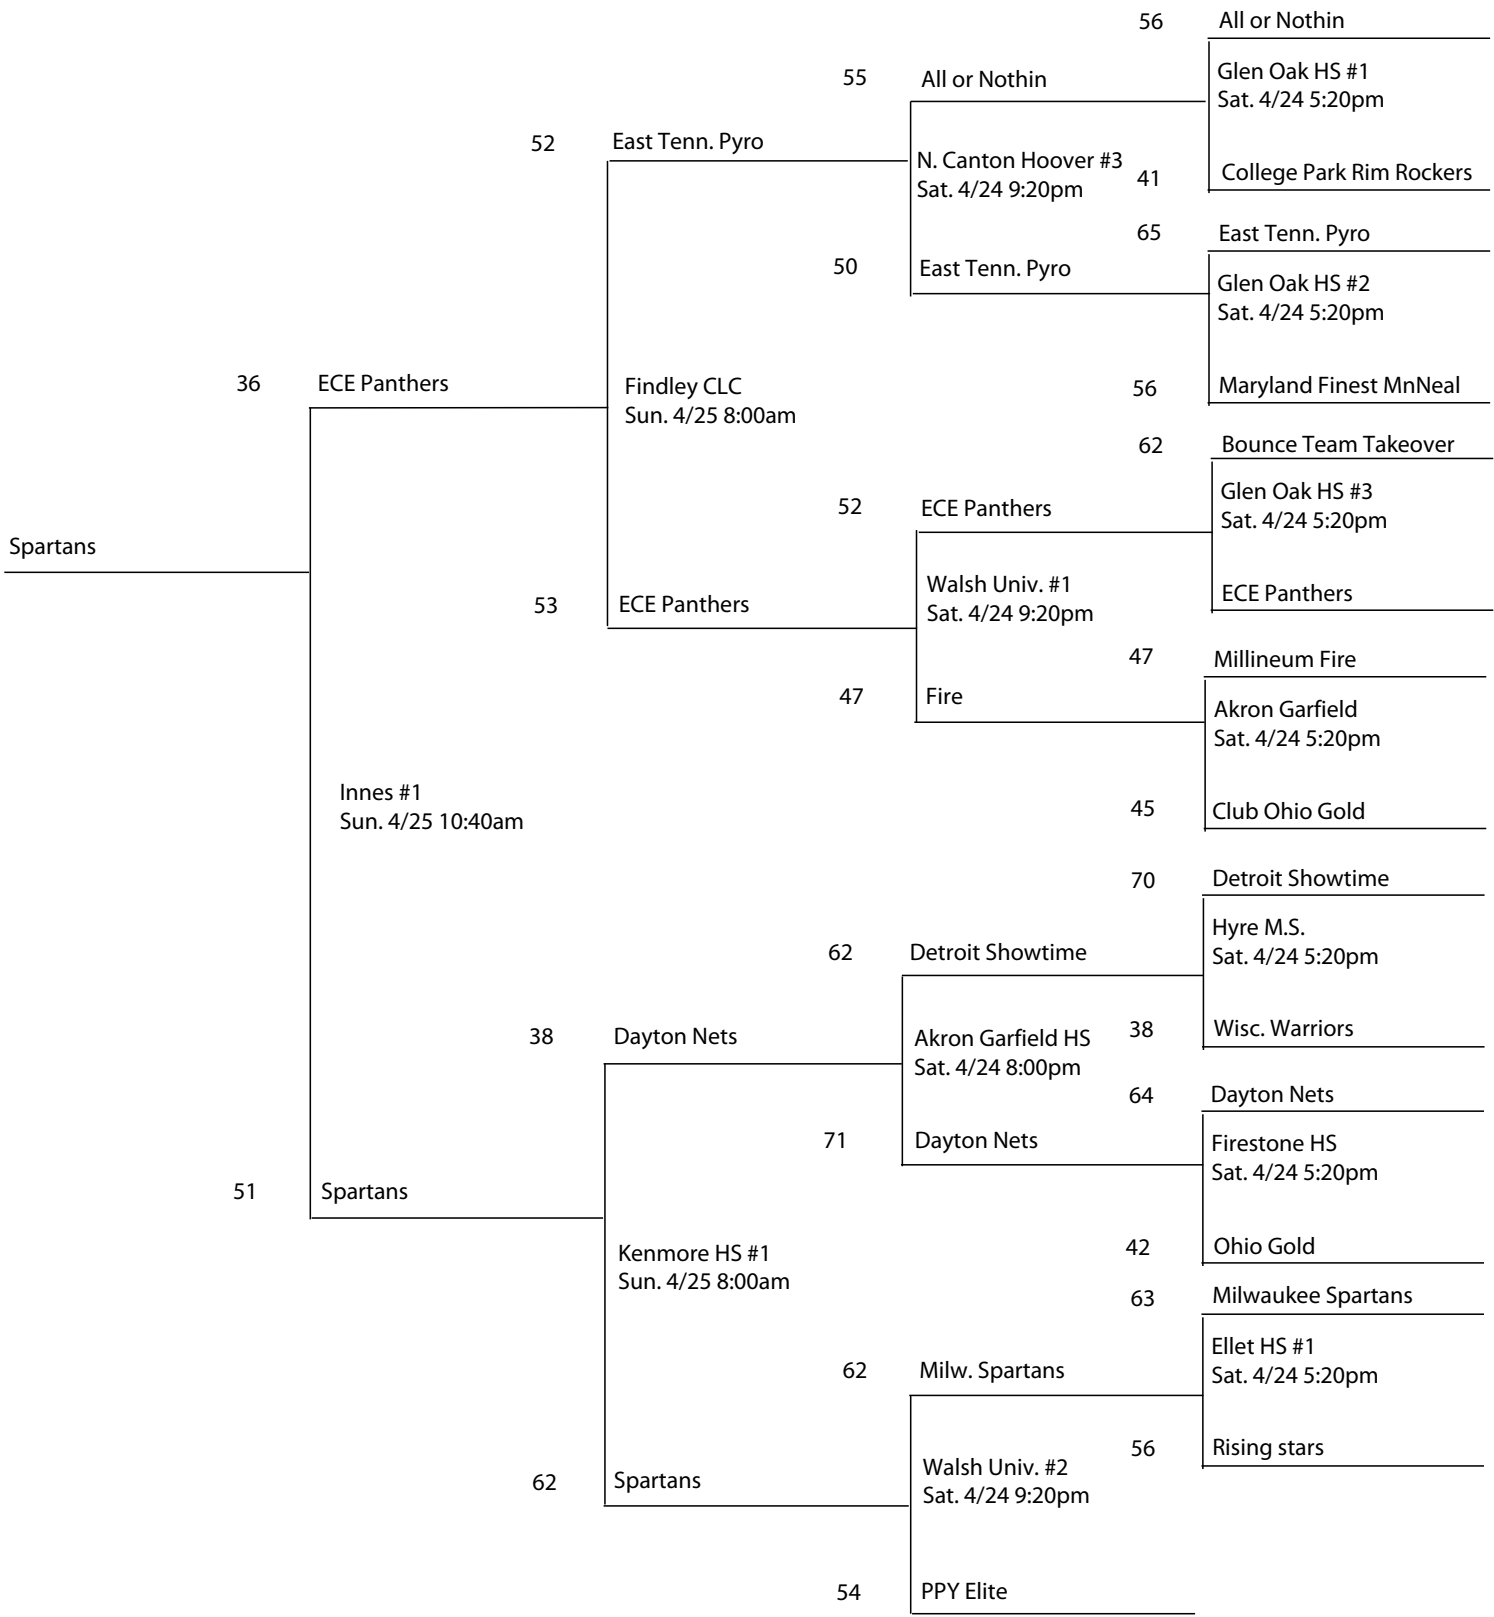 56 All or Nothin
Glen Oak HS #1
Sat. 4/24 5:20pm
55 All or Nothin
52 East Tenn. Pyro
N. Canton Hoover #3
Sat. 4/24 9:20pm
41 College Park Rim Rockers
65 East Tenn. Pyro
50 East Tenn. Pyro
Glen Oak HS #2
Sat. 4/24 5:20pm
36 ECE Panthers
Findley CLC
Sun. 4/25 8:00am
56 Maryland Finest MnNeal
62 Bounce Team Takeover
Glen Oak HS #3
Sat. 4/24 5:20pm
52 ECE Panthers
Spartans
Walsh Univ. #1
Sat. 4/24 9:20pm
ECE Panthers
53 ECE Panthers
47 Millineum Fire
47 Fire
Akron Garfield
Sat. 4/24 5:20pm
Innes #1
Sun. 4/25 10:40am
45 Club Ohio Gold
70 Detroit Showtime
Hyre M.S.
Sat. 4/24 5:20pm
62 Detroit Showtime
38 Dayton Nets
Akron Garfield HS
Sat. 4/24 8:00pm
38 Wisc. Warriors
64 Dayton Nets
71 Dayton Nets
Firestone HS
Sat. 4/24 5:20pm
51 Spartans
Kenmore HS #1
Sun. 4/25 8:00am
42 Ohio Gold
63 Milwaukee Spartans
Ellet HS #1
Sat. 4/24 5:20pm
62 Milw. Spartans
56 Rising stars
Walsh Univ. #2
Sat. 4/24 9:20pm
62 Spartans
54 PPY Elite